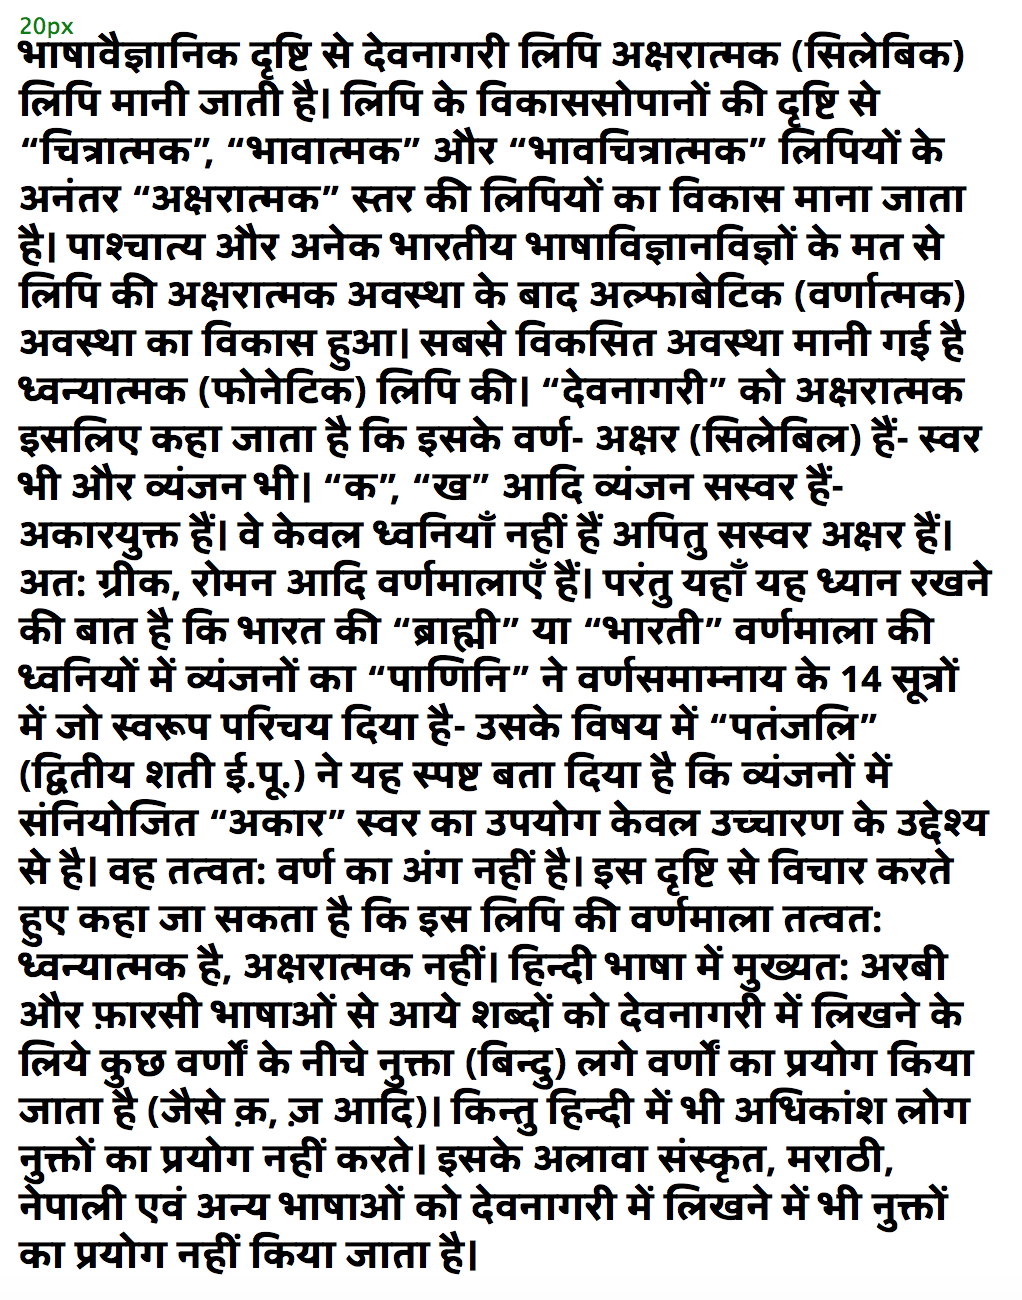 20px
भाषावैज्ञानिक दृष्टि से देवनागरी लिपि अक्षरात्मक (सिलेबिक)
लिपि मानी जाती है। लिपि के विकाससोपानों की दृष्टि से
“चित्रात्मक”, “भावात्मक” और “भावचित्रात्मक” लिपियों के
अनंतर “अक्षरात्मक” स्तर की लिपियों का विकास माना जाता
है। पाश्चात्य और अनेक भारतीय भाषाविज्ञानविज्ञों के मत से
लिपि की अक्षरात्मक अवस्था के बाद अल्फाबेटिक (वर्णात्मक)
अवस्था का विकास हुआ। सबसे विकसित अवस्था मानी गई है
ध्वन्यात्मक (फोनेटिक) लिपि की। “देवनागरी” को अक्षरात्मक
इसलिए कहा जाता है कि इसके वर्ण- अक्षर (सिलेबिल) हैं- स्वर
भी और व्यंजन भी। “क”, “ख” आदि व्यंजन सस्वर हैं-
अकारयुक्त हैं। वे केवल ध्वनियाँ नहीं हैं अपितु सस्वर अक्षर हैं।
अत: ग्रीक, रोमन आदि वर्णमालाएँ हैं। परंतु यहाँ यह ध्यान रखने
की बात है कि भारत की “ब्राह्मी” या “भारती” वर्णमाला की
ध्वनियों में व्यंजनों का “पाणिनि” ने वर्णसमाम्नाय के 14 सूत्रों
में जो स्वरूप परिचय दिया है- उसके विषय में “पतंजलि”
(द्वितीय शती ई.पू.) ने यह स्पष्ट बता दिया है कि व्यंजनों में
संनियोजित “अकार” स्वर का उपयोग केवल उच्चारण के उद्देश्य
से है। वह तत्वत: वर्ण का अंग नहीं है। इस दृष्टि से विचार करते
हुए कहा जा सकता है कि इस लिपि की वर्णमाला तत्वत:
ध्वन्यात्मक है, अक्षरात्मक नहीं। हिन्दी भाषा में मुख्यत: अरबी
और फ़ारसी भाषाओं से आये शब्दों को देवनागरी में लिखने के
लिये कुछ वर्णों के नीचे नुक्ता (बिन्दु) लगे वर्णों का प्रयोग किया
जाता है (जैसे क़, ज़ आदि)। किन्तु हिन्दी में भी अधिकांश लोग
नुक्तों का प्रयोग नहीं करते। इसके अलावा संस्कृत, मराठी,
नेपाली एवं अन्य भाषाओं को देवनागरी में लिखने में भी नुक्तों
का प्रयोग नहीं किया जाता है।